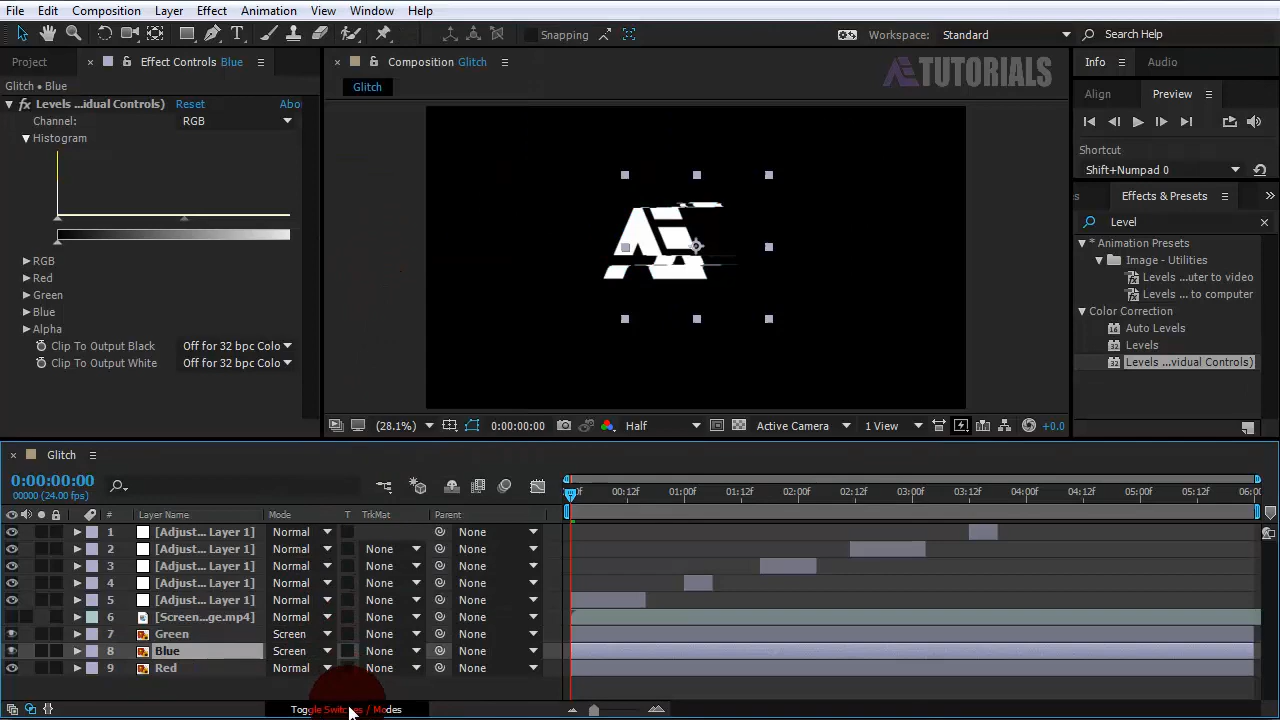 File Edit Composition Layer Effect Animation View Window Help
Snapping Workspace: Standard Search Help
Project × Effect Controls Blue × Composition Glitch Info Audio
Glitch • Blue Glitch ÆTUTORIALS
fx Levels ...idual Controls) Reset Abo Align Preview
Channel: RGB
Histogram
Shortcut
Shift+Numpad 0
s Effects & Presets
Level ×
* Animation Presets
Image - Utilities
Levels ...uter to video
Levels ... to computer
Color Correction
Auto Levels
Levels
Levels ...vidual Controls)
RGB
Red
Green
Blue
Alpha
Clip To Output Black Off for 32 bpc Colo
Clip To Output White Off for 32 bpc Colo
AE
(28.1%) 0:00:00:00 Half Active Camera 1 View +0.0
× Glitch
0:00:00:00
00000 (24.00 fps)
0f 00:12f 01:00f 01:12f 02:00f 02:12f 03:00f 03:12f 04:00f 04:12f 05:00f 05:12f 06:00
# Layer Name Mode T TrkMat Parent
1 [Adjust... Layer 1] Normal None
2 [Adjust... Layer 1] Normal None None
3 [Adjust... Layer 1] Normal None None
4 [Adjust... Layer 1] Normal None None
5 [Adjust... Layer 1] Normal None None
6 [Screen...ge.mp4] Normal None None
7 Green Screen None None
8 Blue Screen None None
9 Red Normal None None
Toggle Switches / Modes